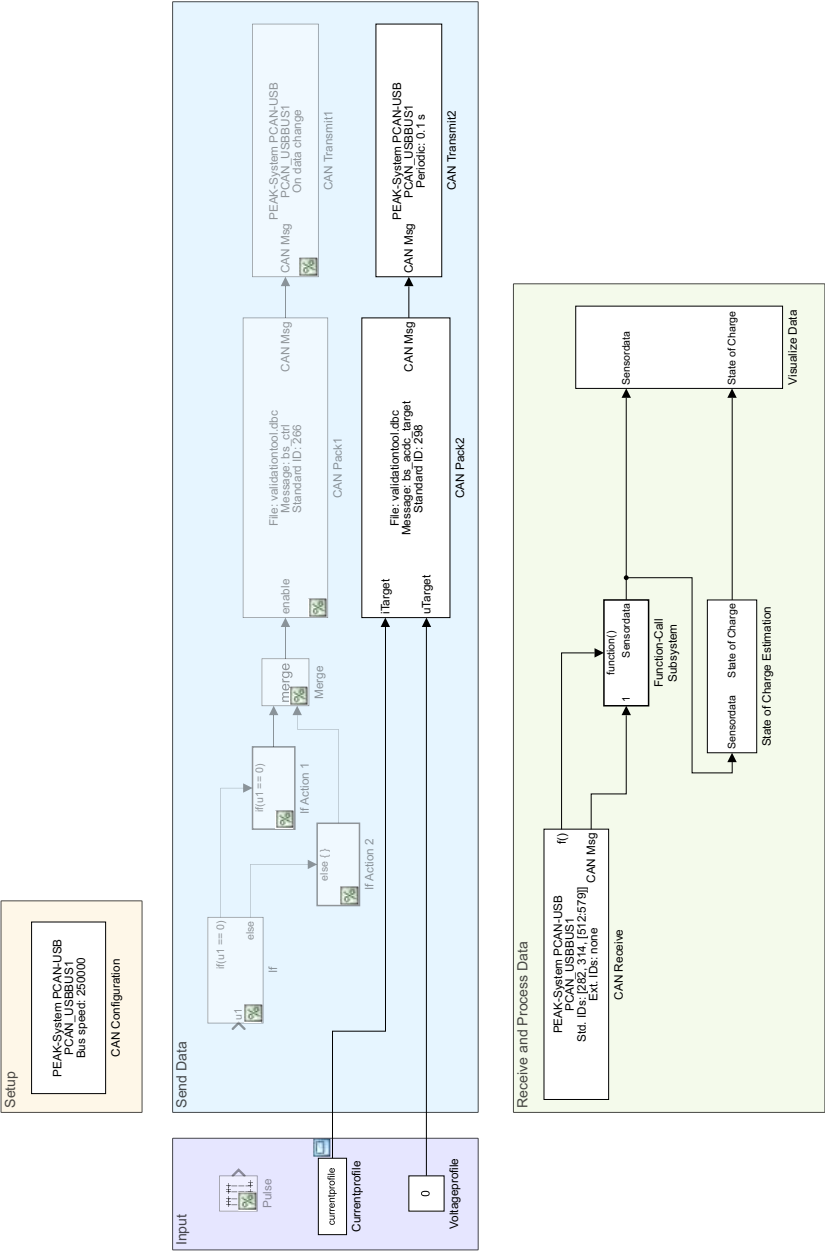 Setup
PEAK-System PCAN-USB
PCAN_USBBUS1
Bus speed: 250000
CAN Configuration
Input
Pulse
currentprofile
Currentprofile
0
Voltageprofile
Send Data
u1
if(u1 == 0)
else
If
if(u1 == 0)
If Action 1
else { }
If Action 2
merge
Merge
enable
File: validationtool.dbc
Message: bs_ctrl
Standard ID: 266
CAN Msg
CAN Pack1
CAN Msg
PEAK-System PCAN-USB
PCAN_USBBUS1
On data change
CAN Transmit1
iTarget
uTarget
File: validationtool.dbc
Message: bs_acdc_target
Standard ID: 298
CAN Msg
CAN Pack2
CAN Msg
PEAK-System PCAN-USB
PCAN_USBBUS1
Periodic: 0.1 s
CAN Transmit2
Receive and Process Data
PEAK-System PCAN-USB
PCAN_USBBUS1
Std. IDs: [282, 314, [512:579]]
Ext. IDs: none
f()
CAN Msg
CAN Receive
function()
1
Sensordata
Function-Call
Subsystem
Sensordata
State of Charge
State of Charge Estimation
Sensordata
State of Charge
Visualize Data